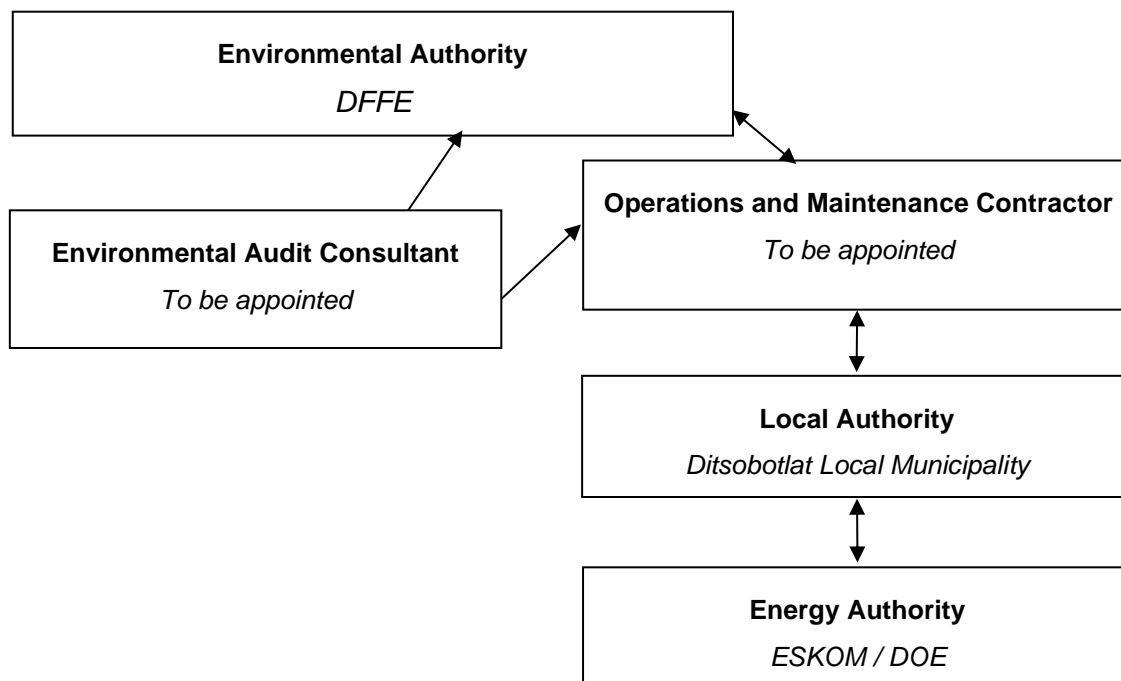 Environmental Authority
DFFE
Operations and Maintenance Contractor
To be appointed
Environmental Audit Consultant
To be appointed
Local Authority
Ditsobotlat Local Municipality
Energy Authority
ESKOM / DOE